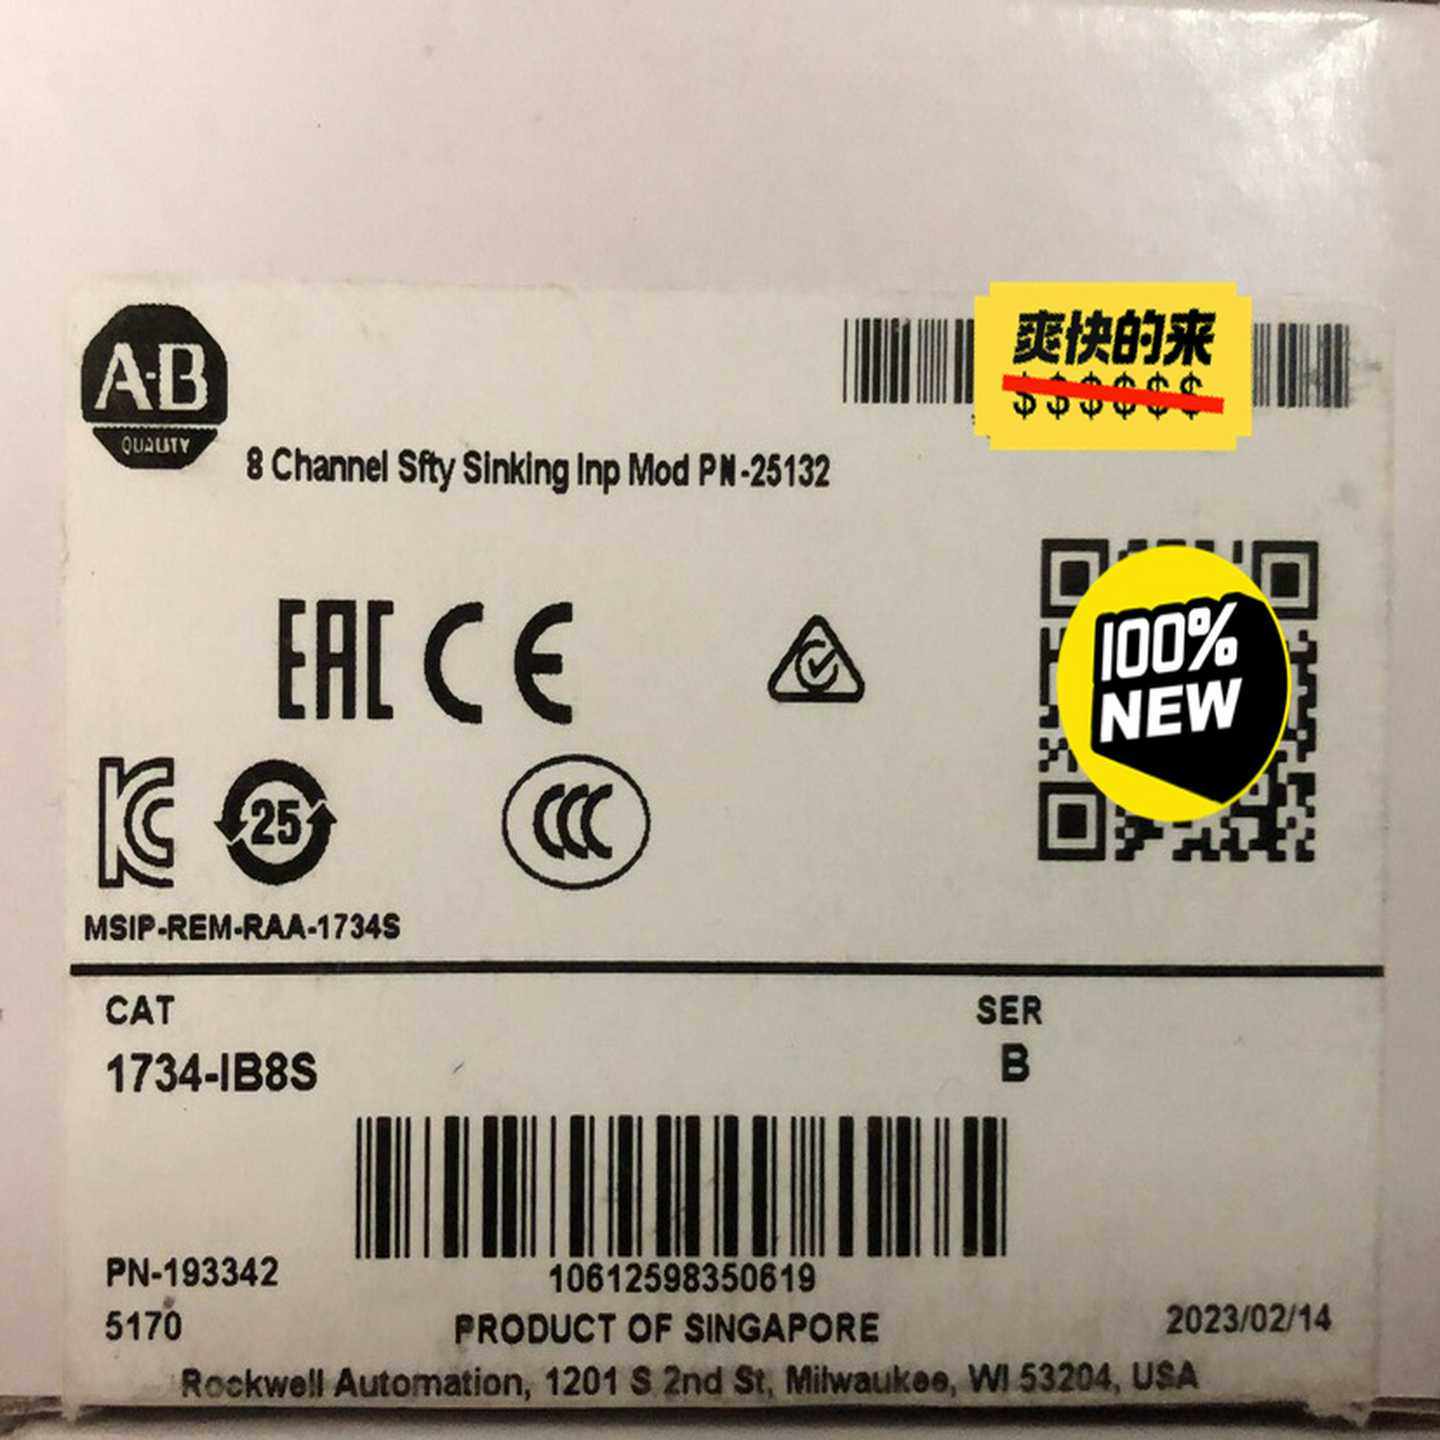 爽快的来
$$$$$$
A-B
QUALITY
8 Channel Sfty Sinking Inp Mod PN-25132
100%
NEW
EAC CE
KC 25 CCC
MSIP-REM-RAA-1734S
CAT SER
1734-IB8S B
PN-193342 10612598350619
5170 PRODUCT OF SINGAPORE 2023/02/14
Rockwell Automation, 1201 S 2nd St, Milwaukee, WI 53204, USA